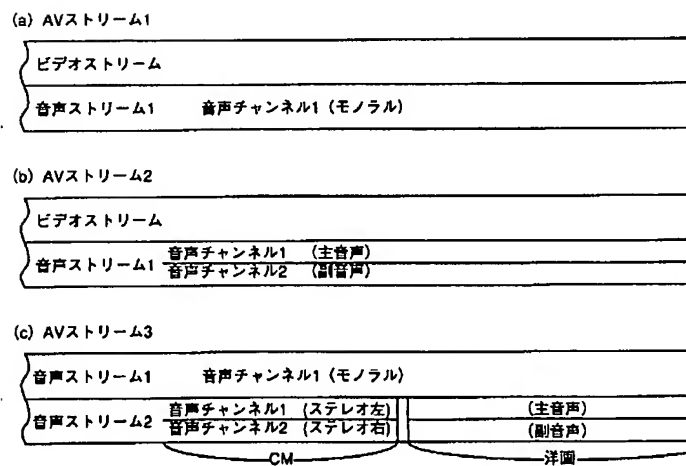 (a) AVストリーム1
ビデオストリーム
音声ストリーム1 音声チャンネル1 (モノラル)
(b) AVストリーム2
ビデオストリーム
音声ストリーム1 音声チャンネル1 (主音声)
音声チャンネル2 (副音声)
(c) AVストリーム3
音声ストリーム1 音声チャンネル1 (モノラル)
音声ストリーム2 音声チャンネル1 (ステレオ左) (主音声)
音声チャンネル2 (ステレオ右) (副音声)
CM 洋画